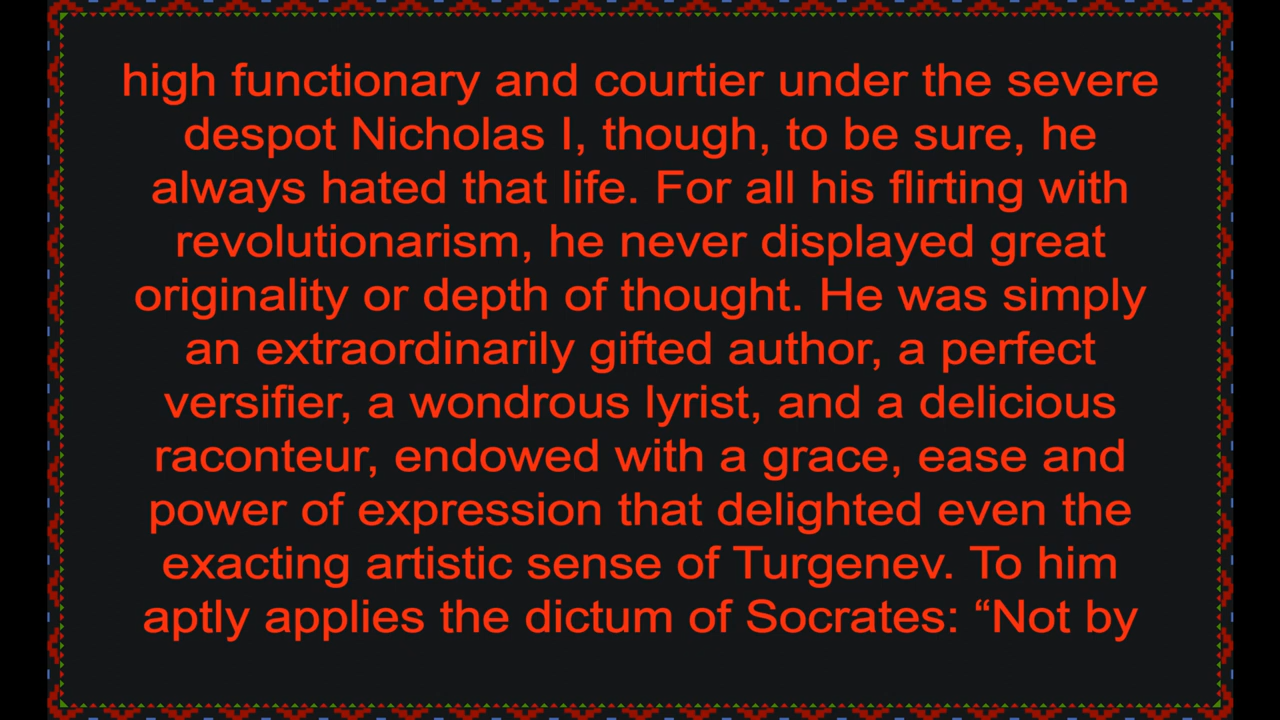 high functionary and courtier under the severe
despot Nicholas I, though, to be sure, he
always hated that life. For all his flirting with
revolutionarism, he never displayed great
originality or depth of thought. He was simply
an extraordinarily gifted author, a perfect
versifier, a wondrous lyrist, and a delicious
raconteur, endowed with a grace, ease and
power of expression that delighted even the
exacting artistic sense of Turgenev. To him
aptly applies the dictum of Socrates: “Not by